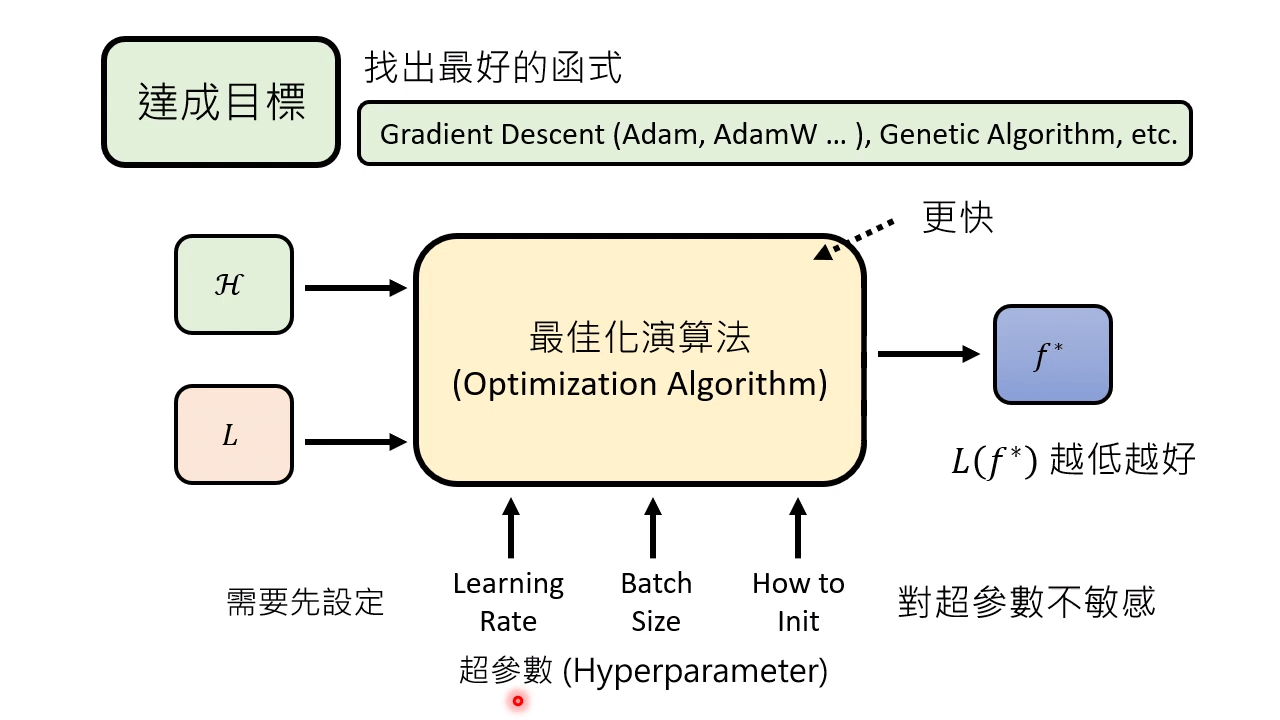 達成目標
找出最好的函式
Gradient Descent (Adam, AdamW … ), Genetic Algorithm, etc.
更快
ℋ
L
最佳化演算法
(Optimization Algorithm)
f*
L(f*) 越低越好
需要先設定
Learning Rate
Batch Size
How to Init
對超參數不敏感
超參數 (Hyperparameter)